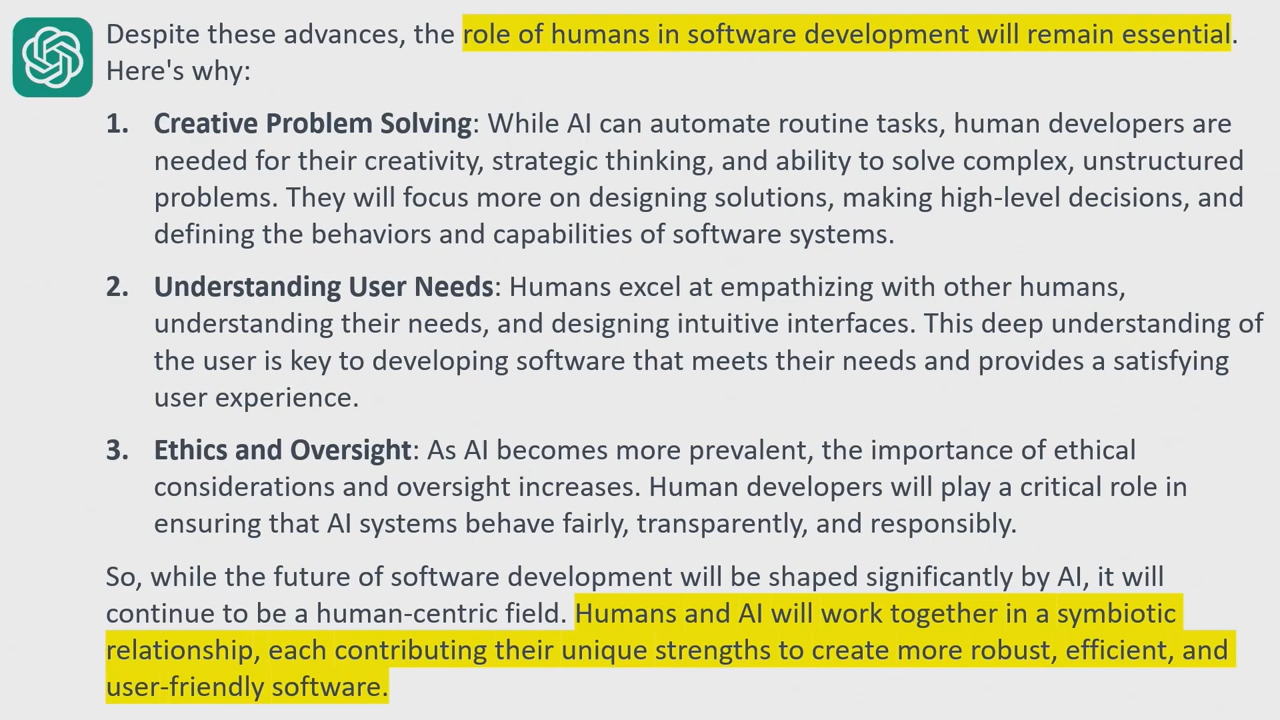 Despite these advances, the role of humans in software development will remain essential.
Here's why:
1. Creative Problem Solving: While AI can automate routine tasks, human developers are
needed for their creativity, strategic thinking, and ability to solve complex, unstructured
problems. They will focus more on designing solutions, making high-level decisions, and
defining the behaviors and capabilities of software systems.
2. Understanding User Needs: Humans excel at empathizing with other humans,
understanding their needs, and designing intuitive interfaces. This deep understanding of
the user is key to developing software that meets their needs and provides a satisfying
user experience.
3. Ethics and Oversight: As AI becomes more prevalent, the importance of ethical
considerations and oversight increases. Human developers will play a critical role in
ensuring that AI systems behave fairly, transparently, and responsibly.
So, while the future of software development will be shaped significantly by AI, it will
continue to be a human-centric field. Humans and AI will work together in a symbiotic
relationship, each contributing their unique strengths to create more robust, efficient, and
user-friendly software.